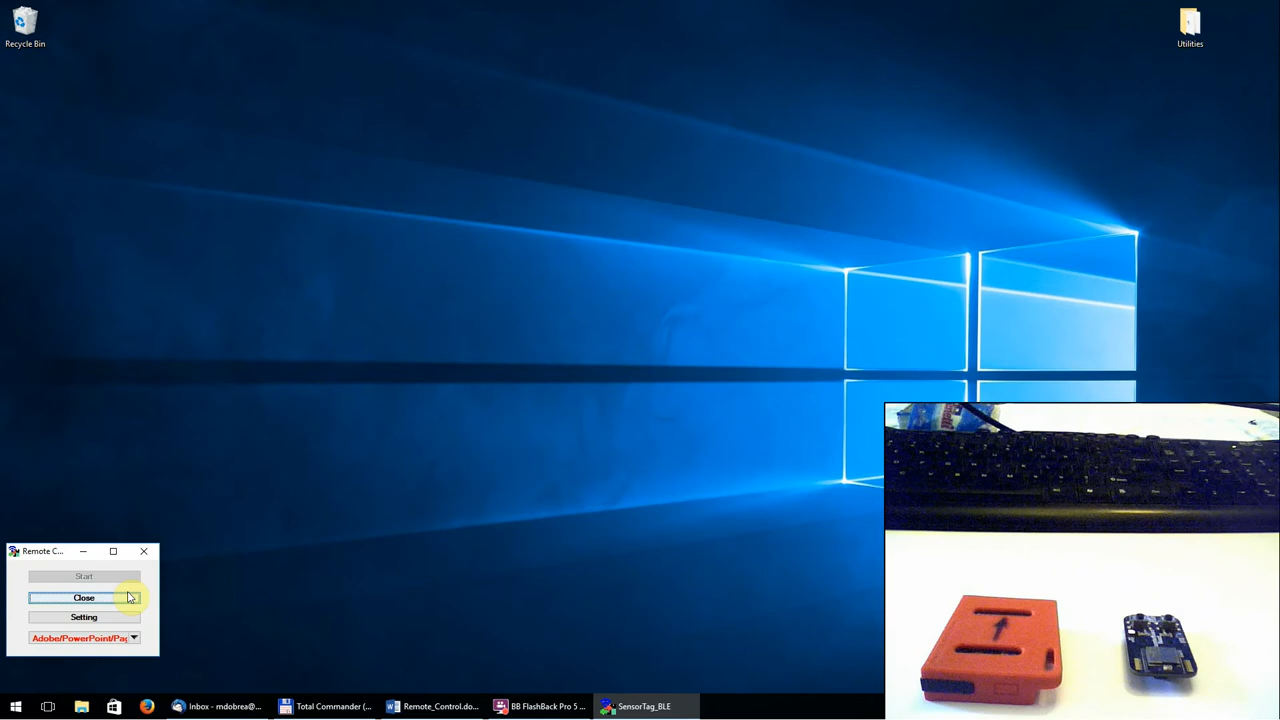 Recycle Bin
Utilities
Remote C...
Start
Close
Setting
Adobe/PowerPoint/Pag
Inbox - mdobrea@...
Total Commander (...
Remote_Control.do...
BB FlashBack Pro 5 ...
SensorTag_BLE